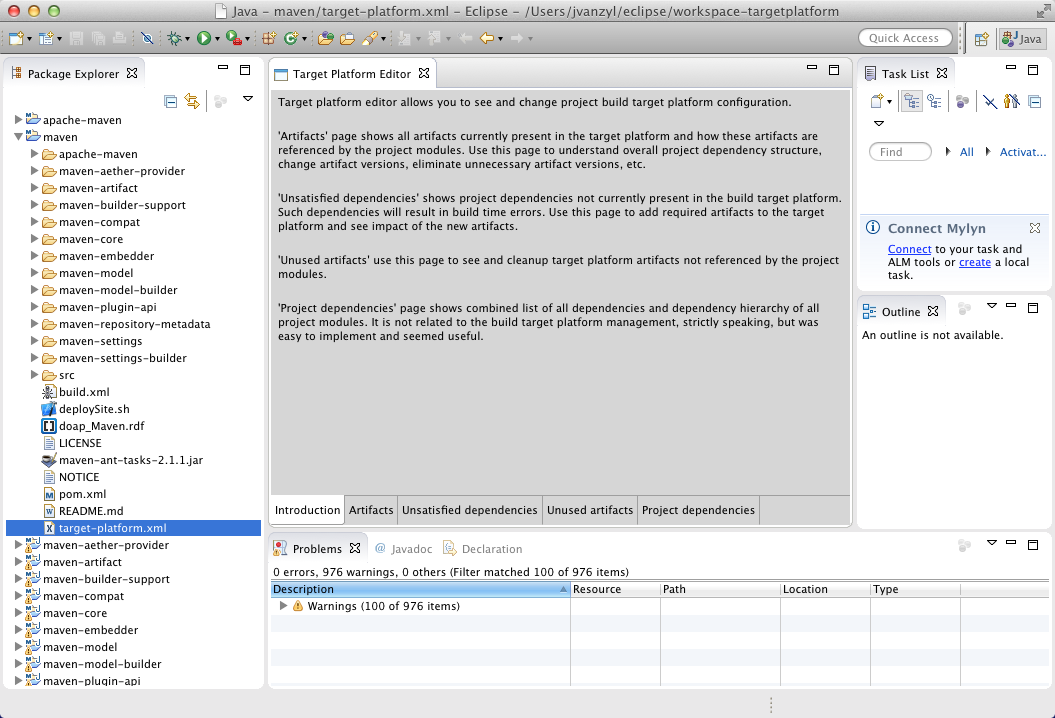 Java – maven/target-platform.xml – Eclipse – /Users/jvanzyl/eclipse/workspace-targetplatform
Quick Access
Java
Package Explorer
apache-maven
maven
apache-maven
maven-aether-provider
maven-artifact
maven-builder-support
maven-compat
maven-core
maven-embedder
maven-model
maven-model-builder
maven-plugin-api
maven-repository-metadata
maven-settings
maven-settings-builder
src
build.xml
deploySite.sh
doap_Maven.rdf
LICENSE
maven-ant-tasks-2.1.1.jar
NOTICE
pom.xml
README.md
target-platform.xml
maven-aether-provider
maven-artifact
maven-builder-support
maven-compat
maven-core
maven-embedder
maven-model
maven-model-builder
maven-plugin-api
Target Platform Editor
Target platform editor allows you to see and change project build target platform configuration.
'Artifacts' page shows all artifacts currently present in the target platform and how these artifacts are
referenced by the project modules. Use this page to understand overall project dependency structure,
change artifact versions, eliminate unnecessary artifact versions, etc.
'Unsatisfied dependencies' shows project dependencies not currently present in the build target platform.
Such dependencies will result in build time errors. Use this page to add required artifacts to the target
platform and see impact of the new artifacts.
'Unused artifacts' use this page to see and cleanup target platform artifacts not referenced by the project
modules.
'Project dependencies' page shows combined list of all dependencies and dependency hierarchy of all
project modules. It is not related to the build target platform management, strictly speaking, but was
easy to implement and seemed useful.
Introduction Artifacts Unsatisfied dependencies Unused artifacts Project dependencies
Task List
Find All Activat...
Connect Mylyn
Connect to your task and
ALM tools or create a local
task.
Outline
An outline is not available.
Problems @ Javadoc Declaration
0 errors, 976 warnings, 0 others (Filter matched 100 of 976 items)
Description Resource Path Location Type
Warnings (100 of 976 items)